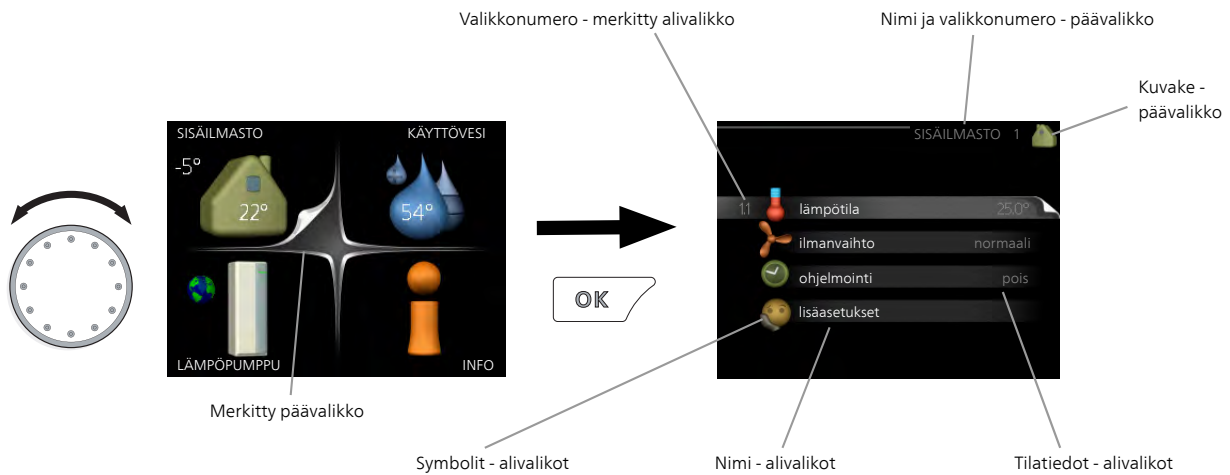 Valikkonumero - merkitty alivalikko
Nimi ja valikkonumero - päävalikko
Kuvake -
päävalikko
SISÄILMASTO
KÄYTTÖVESI
-5°
22°
54°
LÄMPÖPUMPPU
INFO
Merkitty päävalikko
OK
SISÄILMASTO 1
1.1 lämpötila 25.0°
ilmanvaihto normaali
ohjelmointi pois
lisäasetukset
Symbolit - alivalikot
Nimi - alivalikot
Tilatiedot - alivalikot